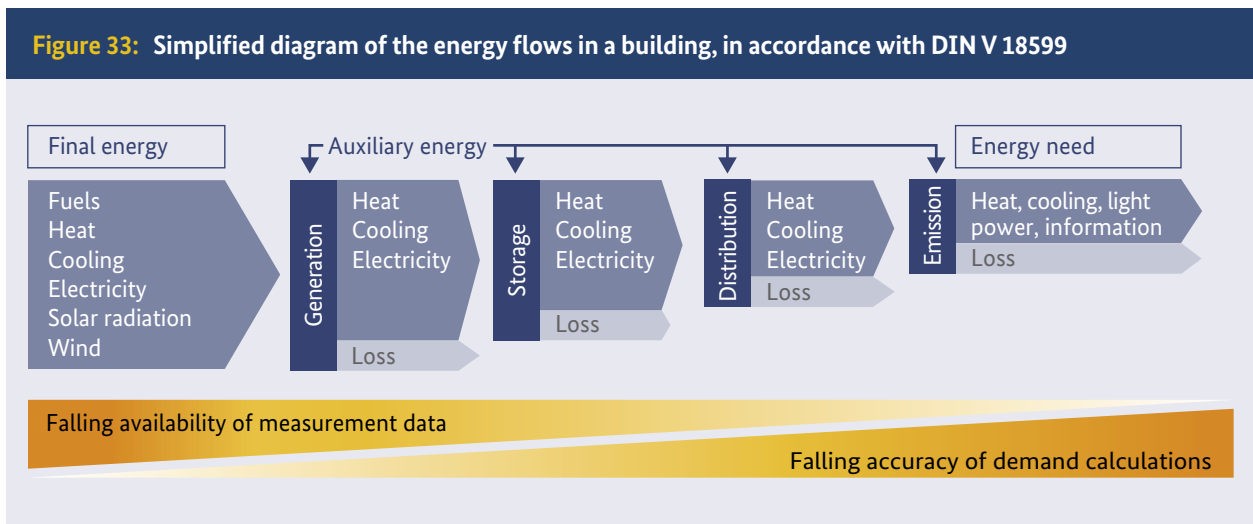 Figure 33: Simplified diagram of the energy flows in a building, in accordance with DIN V 18599
Final energy
Auxiliary energy
Energy need
Fuels
Heat
Cooling
Electricity
Solar radiation
Wind
Generation
Heat
Cooling
Electricity
Loss
Storage
Heat
Cooling
Electricity
Loss
Distribution
Heat
Cooling
Electricity
Loss
Emission
Heat, cooling, light
power, information
Loss
Falling availability of measurement data
Falling accuracy of demand calculations